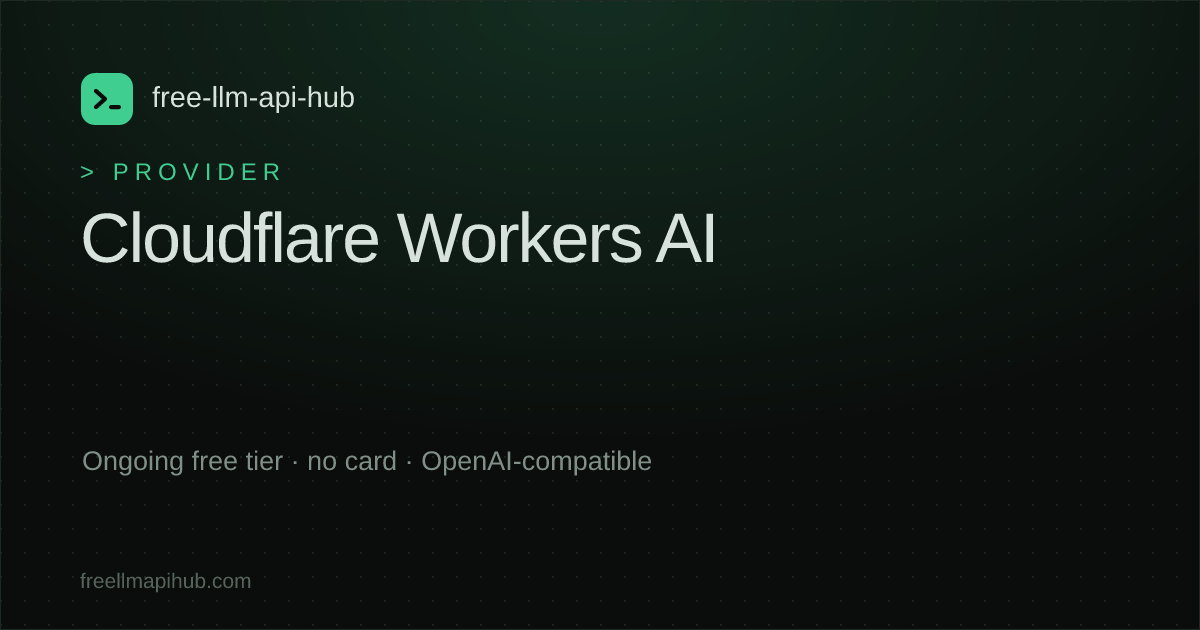 free-llm-api-hub
> PROVIDER
Cloudflare Workers AI
Ongoing free tier · no card · OpenAI-compatible
freellmapihub.com